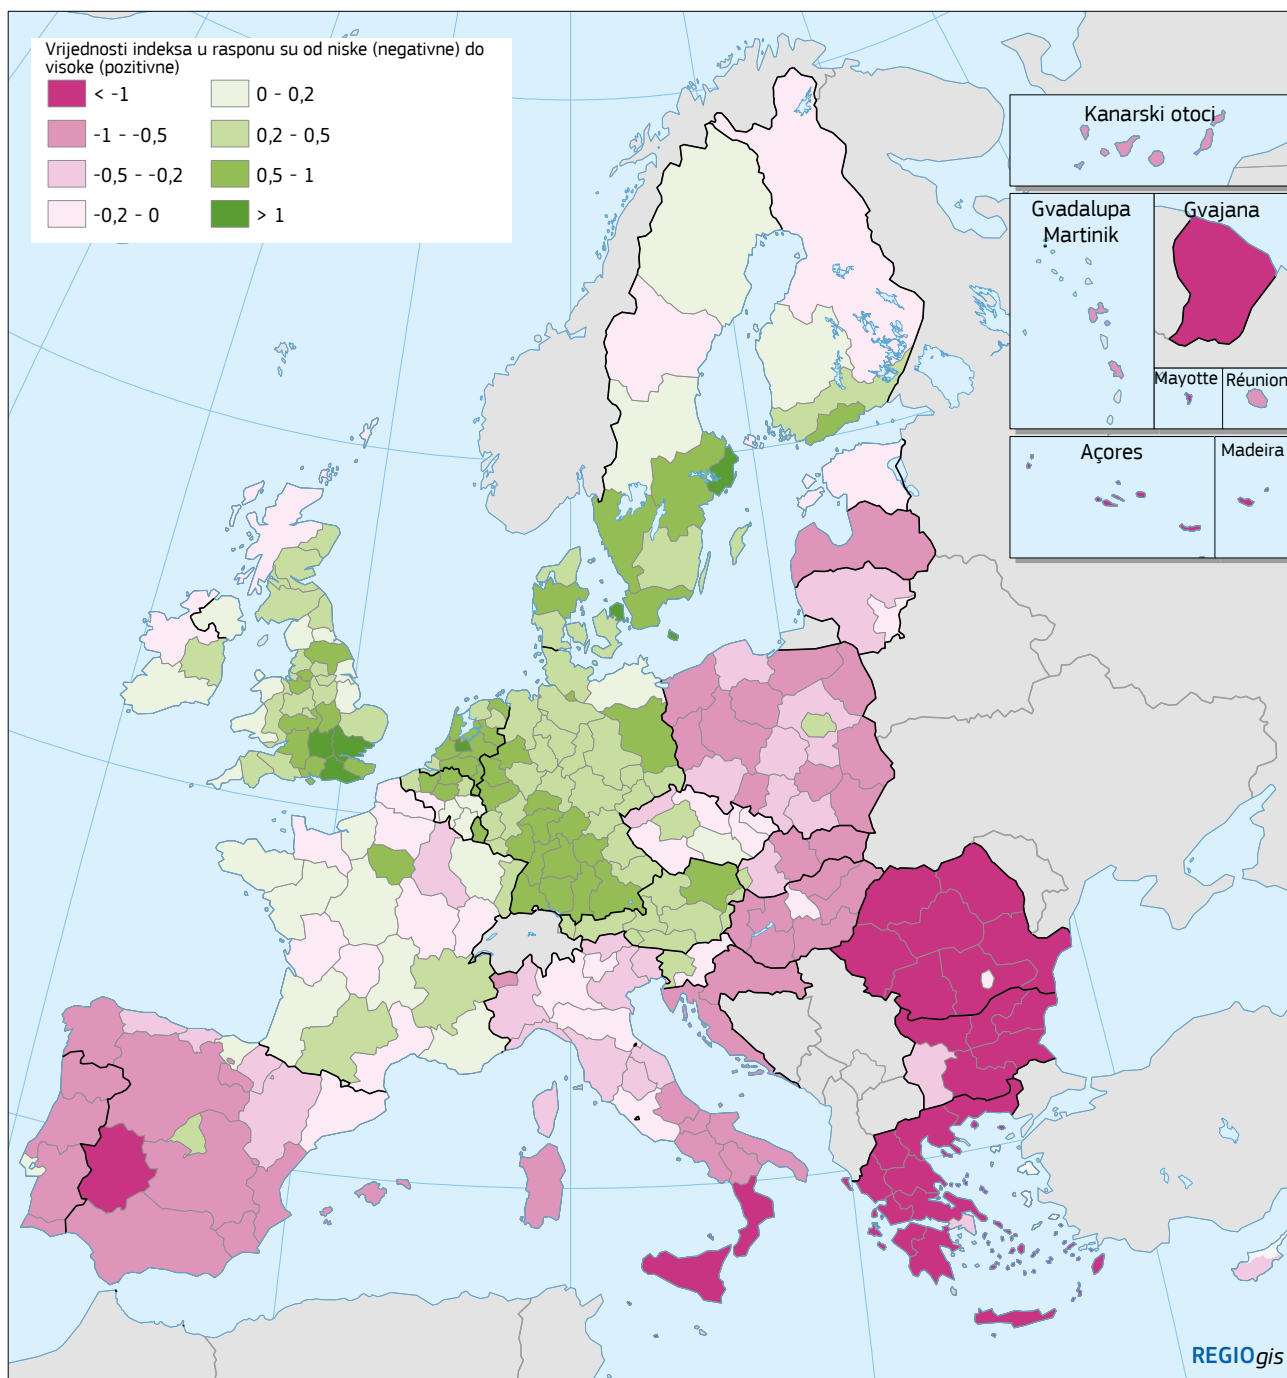 Vrijednosti indeksa u rasponu su od niske (negativne) do
visoke (pozitivne)
< -1
-1 - -0,5
-0,5 - -0,2
-0,2 - 0
0 - 0,2
0,2 - 0,5
0,5 - 1
> 1
Kanarski otoci
Gvadalupa
Martinik
Gvajana
Mayotte
Réunion
Açores
Madeira
REGIOgis